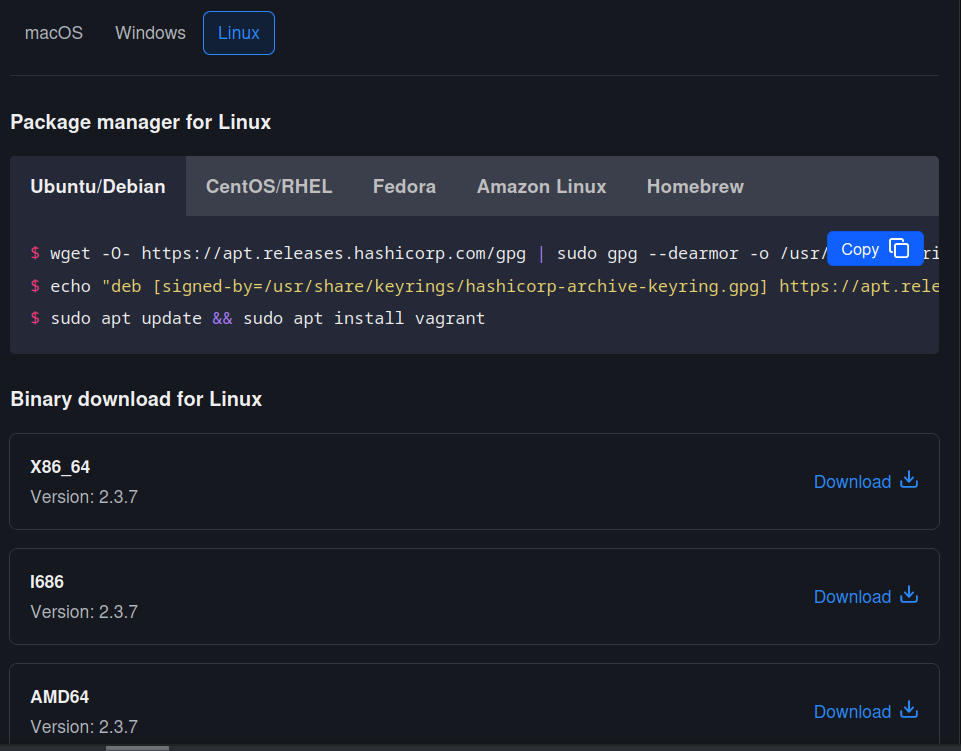 macOS Windows Linux
Package manager for Linux
Ubuntu/Debian CentOS/RHEL Fedora Amazon Linux Homebrew
$ wget -O- https://apt.releases.hashicorp.com/gpg | sudo gpg --dearmor -o /usr/ Copy ri
$ echo "deb [signed-by=/usr/share/keyrings/hashicorp-archive-keyring.gpg] https://apt.rele
$ sudo apt update && sudo apt install vagrant
Binary download for Linux
X86_64
Version: 2.3.7
Download
I686
Version: 2.3.7
Download
AMD64
Version: 2.3.7
Download